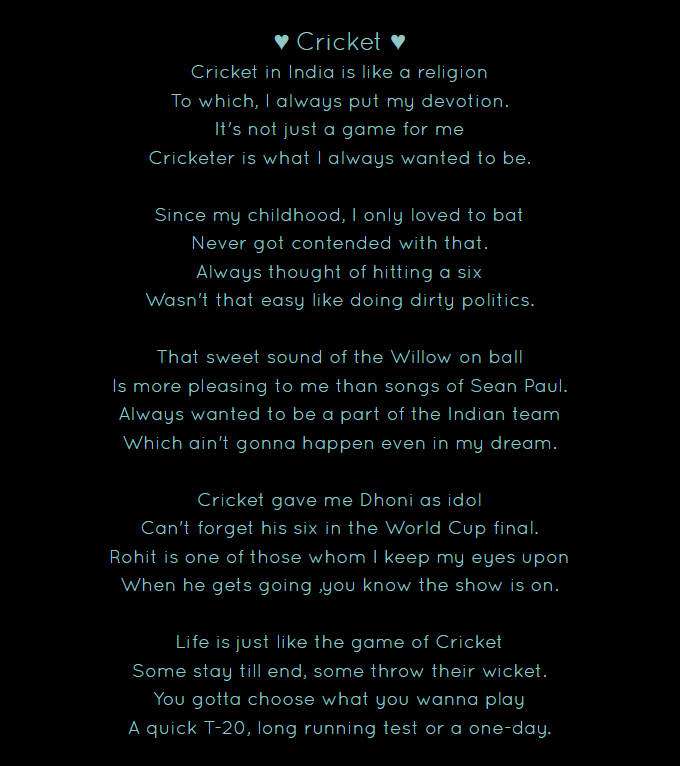 ♥ Cricket ♥
Cricket in India is like a religion
To which, I always put my devotion.
It's not just a game for me
Cricketer is what I always wanted to be.
Since my childhood, I only loved to bat
Never got contended with that.
Always thought of hitting a six
Wasn't that easy like doing dirty politics.
That sweet sound of the Willow on ball
Is more pleasing to me than songs of Sean Paul.
Always wanted to be a part of the Indian team
Which ain't gonna happen even in my dream.
Cricket gave me Dhoni as idol
Can't forget his six in the World Cup final.
Rohit is one of those whom I keep my eyes upon
When he gets going ,you know the show is on.
Life is just like the game of Cricket
Some stay till end, some throw their wicket.
You gotta choose what you wanna play
A quick T-20, long running test or a one-day.